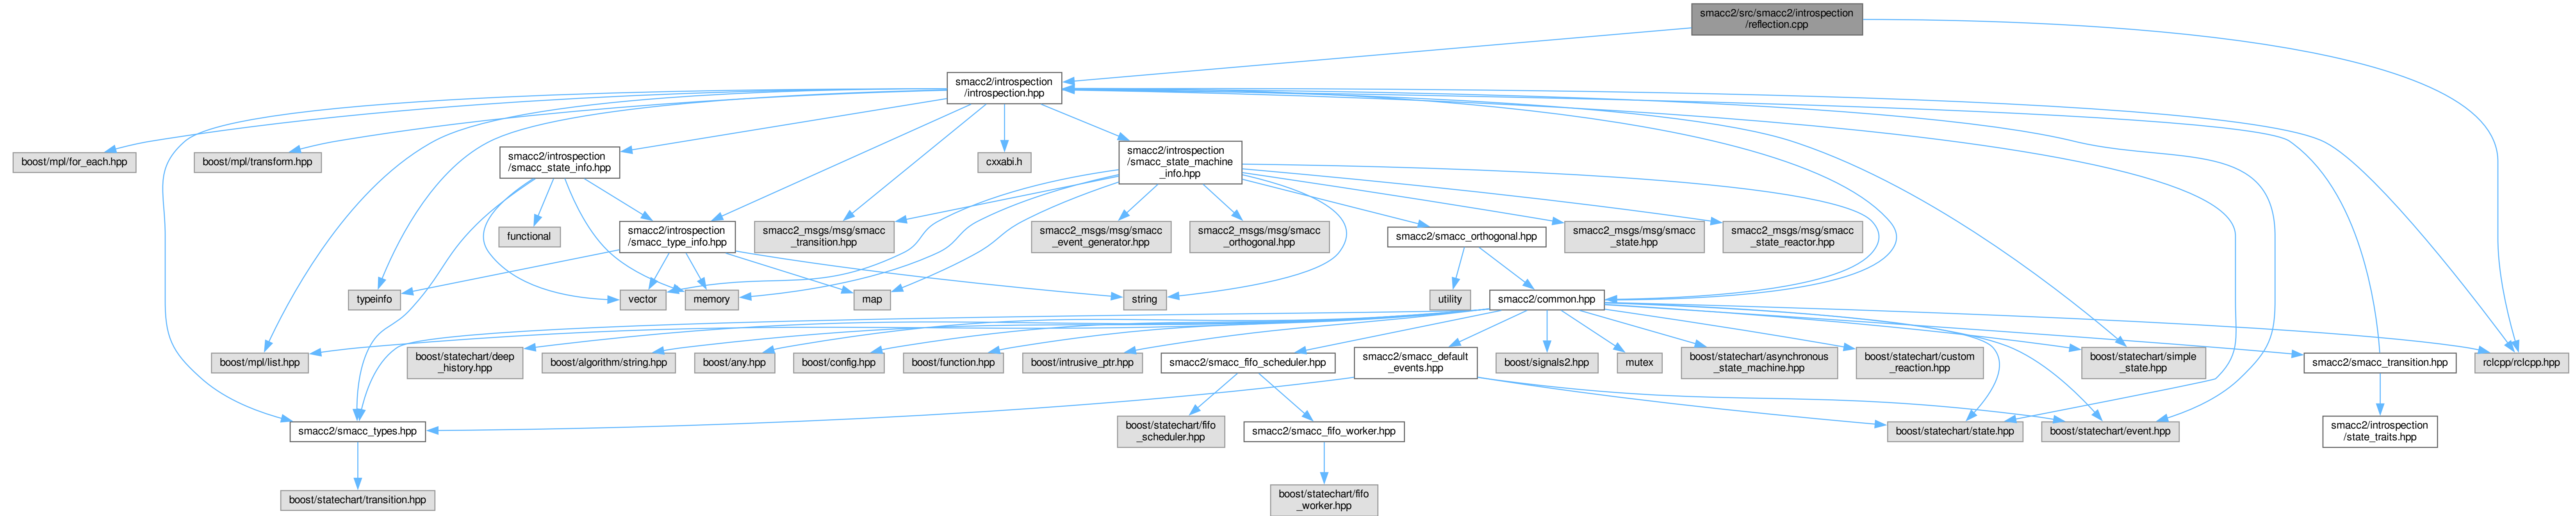 smacc2/src/smacc2/introspection
/reflection.cpp
smacc2/introspection
/introspection.hpp
boost/mpl/for_each.hpp
boost/mpl/transform.hpp
smacc2/introspection
/smacc_state_info.hpp
cxxabi.h
smacc2/introspection
/smacc_state_machine
_info.hpp
functional
smacc2/introspection
/smacc_type_info.hpp
smacc2_msgs/msg/smacc
_transition.hpp
smacc2_msgs/msg/smacc
_event_generator.hpp
smacc2_msgs/msg/smacc
_orthogonal.hpp
smacc2/smacc_orthogonal.hpp
smacc2_msgs/msg/smacc
_state.hpp
smacc2_msgs/msg/smacc
_state_reactor.hpp
typeinfo
vector
memory
map
string
utility
smacc2/common.hpp
boost/mpl/list.hpp
boost/statechart/deep
_history.hpp
boost/algorithm/string.hpp
boost/any.hpp
boost/config.hpp
boost/function.hpp
boost/intrusive_ptr.hpp
smacc2/smacc_fifo_scheduler.hpp
smacc2/smacc_default
_events.hpp
boost/signals2.hpp
mutex
boost/statechart/asynchronous
_state_machine.hpp
boost/statechart/custom
_reaction.hpp
boost/statechart/simple
_state.hpp
smacc2/smacc_transition.hpp
rclcpp/rclcpp.hpp
smacc2/smacc_types.hpp
boost/statechart/fifo
_scheduler.hpp
smacc2/smacc_fifo_worker.hpp
boost/statechart/state.hpp
boost/statechart/event.hpp
smacc2/introspection
/state_traits.hpp
boost/statechart/transition.hpp
boost/statechart/fifo
_worker.hpp